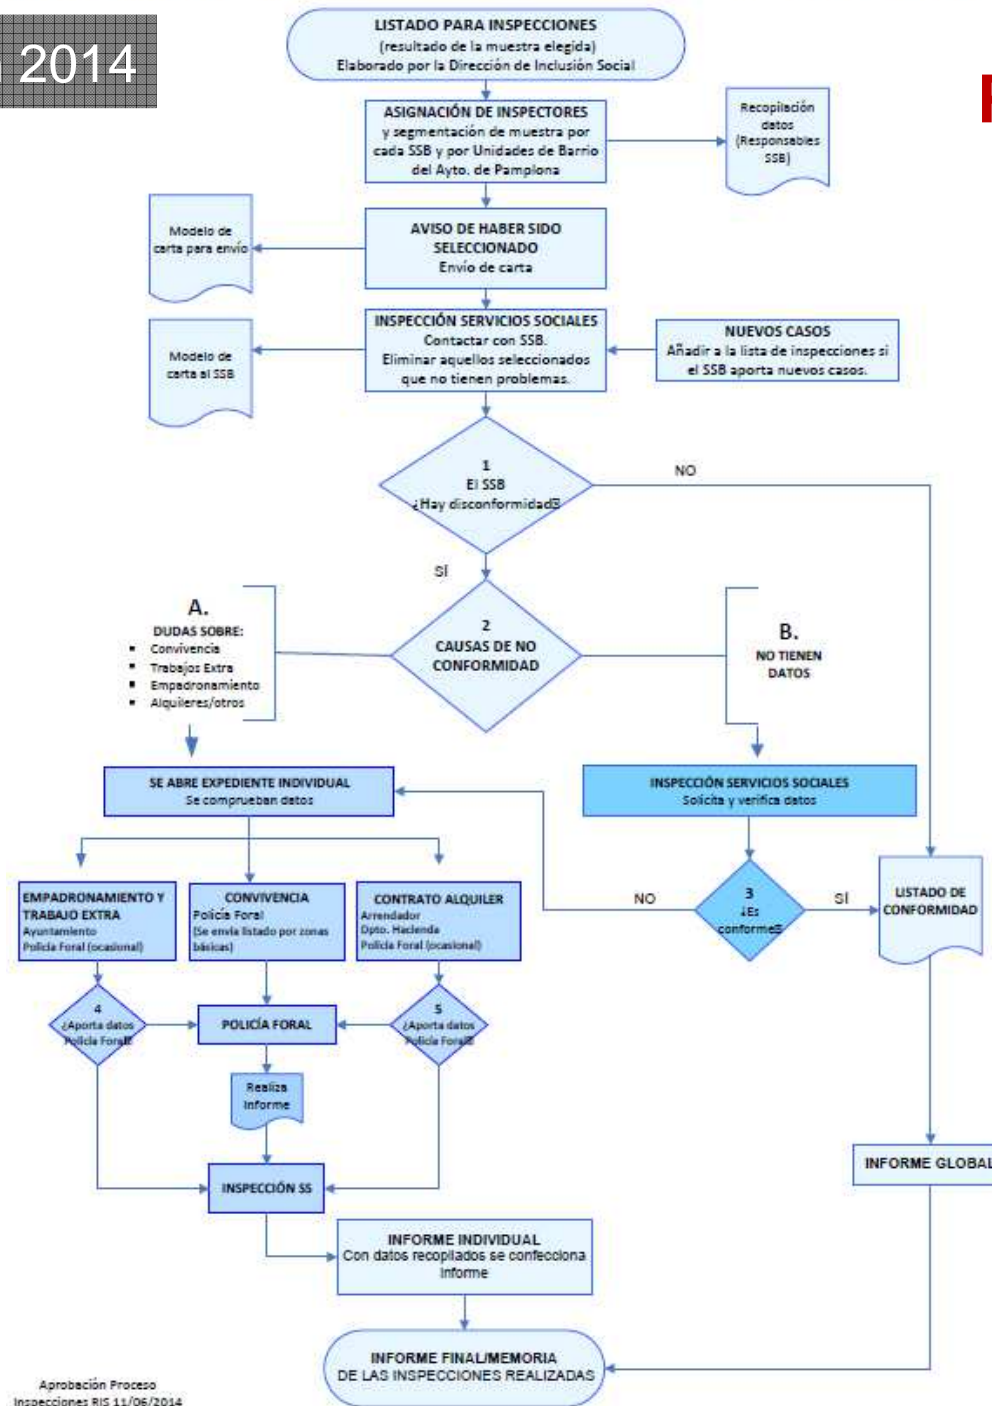 2014
LISTADO PARA INSPECCIONES
(resultado de la muestra elegida)
Elaborado por la Dirección de Inclusión Social
ASIGNACIÓN DE INSPECTORES
y segmentación de muestra por
cada SSB y por Unidades de Barrio
del Ayto. de Pamplona
Recopilación
datos
(Responsables
SSB)
Modelo de
carta para envío
AVISO DE HABER SIDO
SELECCIONADO
Envío de carta
Modelo de
carta al SSB
INSPECCIÓN SERVICIOS SOCIALES
Contactar con SSB.
Eliminar aquellos seleccionados
que no tienen problemas.
NUEVOS CASOS
Añadir a la lista de inspecciones si
el SSB aporta nuevos casos.
1
El SSB
¿Hay disconformidad
NO
SÍ
A.
DUDAS SOBRE:
▪ Convivencia
▪ Trabajos Extra
▪ Empadronamiento
▪ Alquileres/otros
2
CAUSAS DE NO
CONFORMIDAD
B.
NO TIENEN
DATOS
SE ABRE EXPEDIENTE INDIVIDUAL
Se comprueban datos
INSPECCIÓN SERVICIOS SOCIALES
Solicita y verifica datos
EMPADRONAMIENTO Y
TRABAJO EXTRA
Ayuntamiento
Policía Foral (ocasional)
CONVIVENCIA
Policía Foral
(Se envía listado por zonas
básicas)
CONTRATO ALQUILER
Arrendador
Dpto. Hacienda
Policía Foral (ocasional)
NO
3
¿Es
conforme
SÍ
LISTADO DE
CONFORMIDAD
4
¿Aporta datos
Policía Foral
POLICÍA FORAL
5
¿Aporta datos
Policía Foral
Realiza
Informe
INSPECCIÓN SS
INFORME GLOBAL
INFORME INDIVIDUAL
Con datos recopilados se confecciona
Informe
INFORME FINAL/MEMORIA
DE LAS INSPECCIONES REALIZADAS
Aprobación Proceso
Inspecciones RIS 11/06/2014